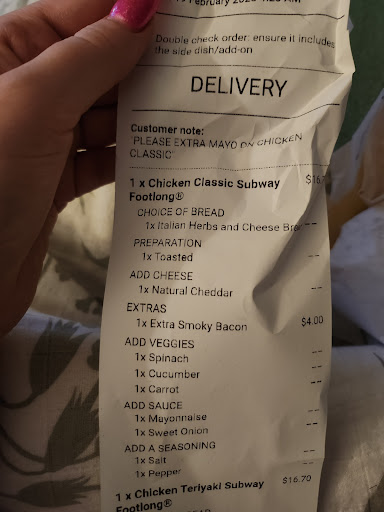 February
Double check order: ensure it includes
the side dish/add-on
DELIVERY
Customer note:
'PLEASE EXTRA MAYO ON CHICKEN
CLASSIC'
1 x Chicken Classic Subway
Footlong®
CHOICE OF BREAD
1x Italian Herbs and Cheese --
PREPARATION
1x Toasted --
ADD CHEESE
1x Natural Cheddar --
EXTRAS
1x Extra Smoky Bacon $4.00
ADD VEGGIES
1x Spinach --
1x Cucumber --
1x Carrot --
ADD SAUCE
1x Mayonnaise --
1x Sweet Onion --
ADD A SEASONING
1x Salt --
1x Pepper --
1 x Chicken Teriyaki Subway $16.70
Footlong®